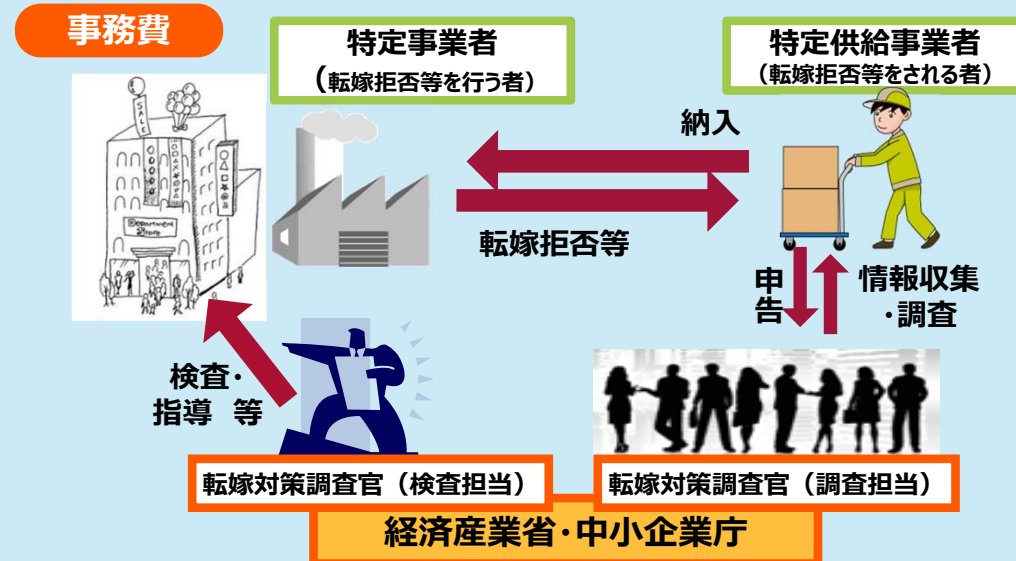 事務費
特定事業者
(転嫁拒否等を行う者)
特定供給事業者
(転嫁拒否等をされる者)
SALE
Department
Store
納入
転嫁拒否等
申告
情報収集
・調査
検査・
指導 等
転嫁対策調査官（検査担当）
転嫁対策調査官（調査担当）
経済産業省・中小企業庁